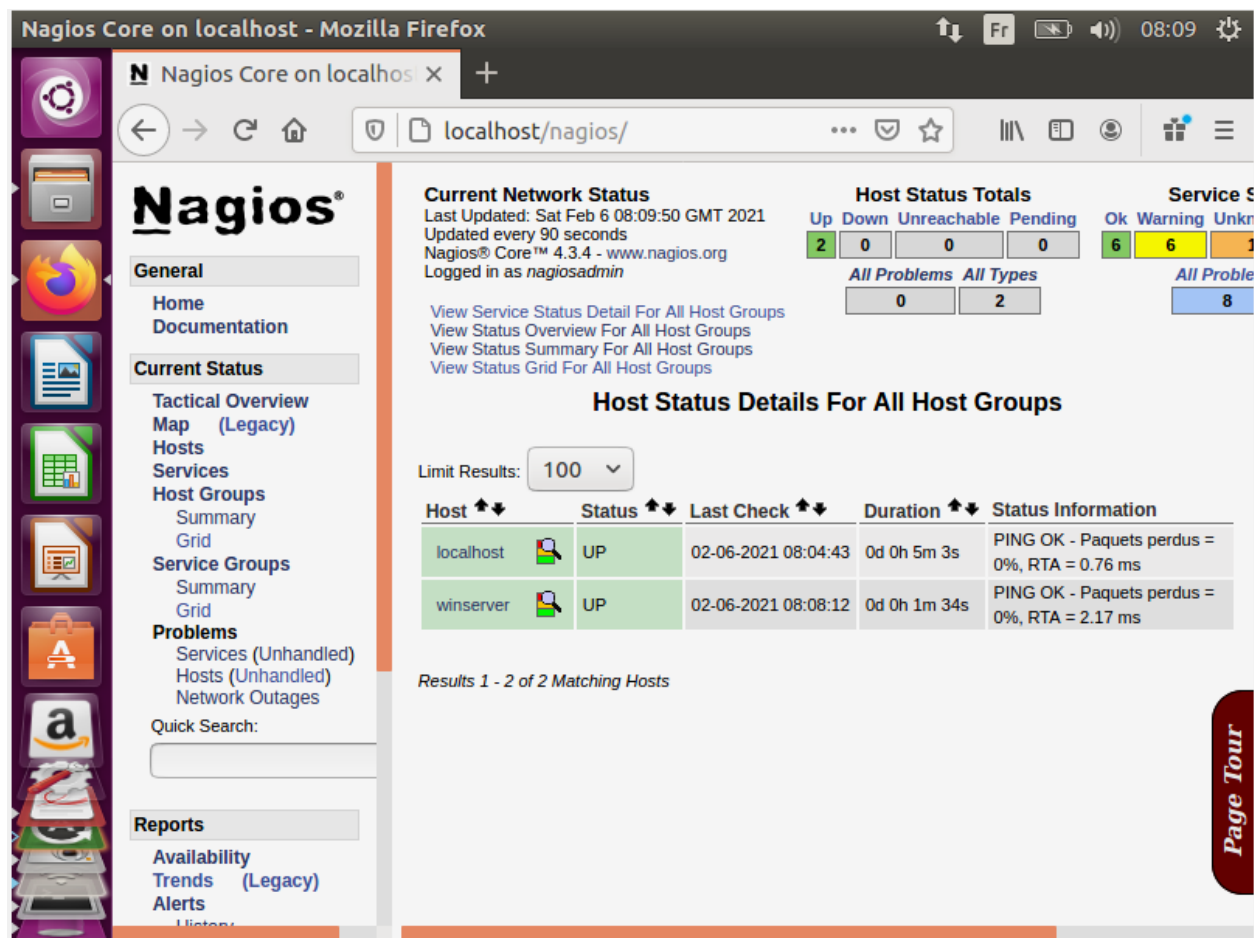 Nagios Core on localhost - Mozilla Firefox
Fr
08:09
N Nagios Core on localhos
localhost/nagios/
Nagios®
General
Home
Documentation
Current Status
Tactical Overview
Map (Legacy)
Hosts
Services
Host Groups
Summary
Grid
Service Groups
Summary
Grid
Problems
Services (Unhandled)
Hosts (Unhandled)
Network Outages
Quick Search:
Reports
Availability
Trends (Legacy)
Alerts
History
Current Network Status
Last Updated: Sat Feb 6 08:09:50 GMT 2021
Updated every 90 seconds
Nagios® Core™ 4.3.4 - www.nagios.org
Logged in as nagiosadmin
View Service Status Detail For All Host Groups
View Status Overview For All Host Groups
View Status Summary For All Host Groups
View Status Grid For All Host Groups
Host Status Totals
Up Down Unreachable Pending
2 0 0 0
All Problems All Types
0 2
Service S
Ok Warning Unkn
6 6 1
All Proble
8
Host Status Details For All Host Groups
Limit Results: 100
Host Status Last Check Duration Status Information
localhost UP 02-06-2021 08:04:43 0d 0h 5m 3s PING OK - Paquets perdus =
0%, RTA = 0.76 ms
winserver UP 02-06-2021 08:08:12 0d 0h 1m 34s PING OK - Paquets perdus =
0%, RTA = 2.17 ms
Results 1 - 2 of 2 Matching Hosts
Page Tour
a